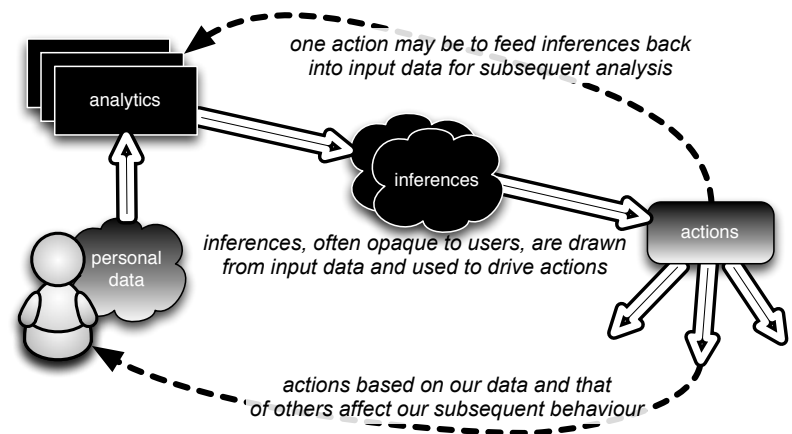 one action may be to feed inferences back
into input data for subsequent analysis
analytics
inferences
actions
personal
data
inferences, often opaque to users, are drawn
from input data and used to drive actions
actions based on our data and that
of others affect our subsequent behaviour